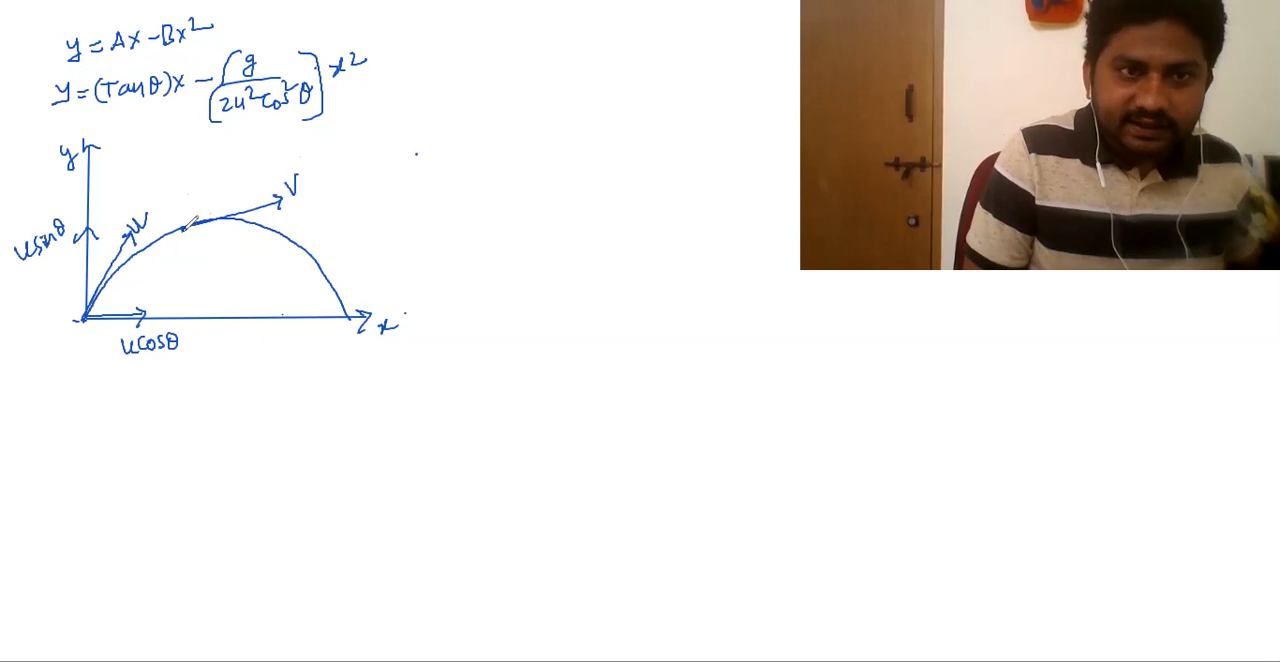 y = Ax - Bx²
y = (Tanθ)x - [g / 2u²cos²θ] x²
y
V
u
usinθ
x
ucosθ